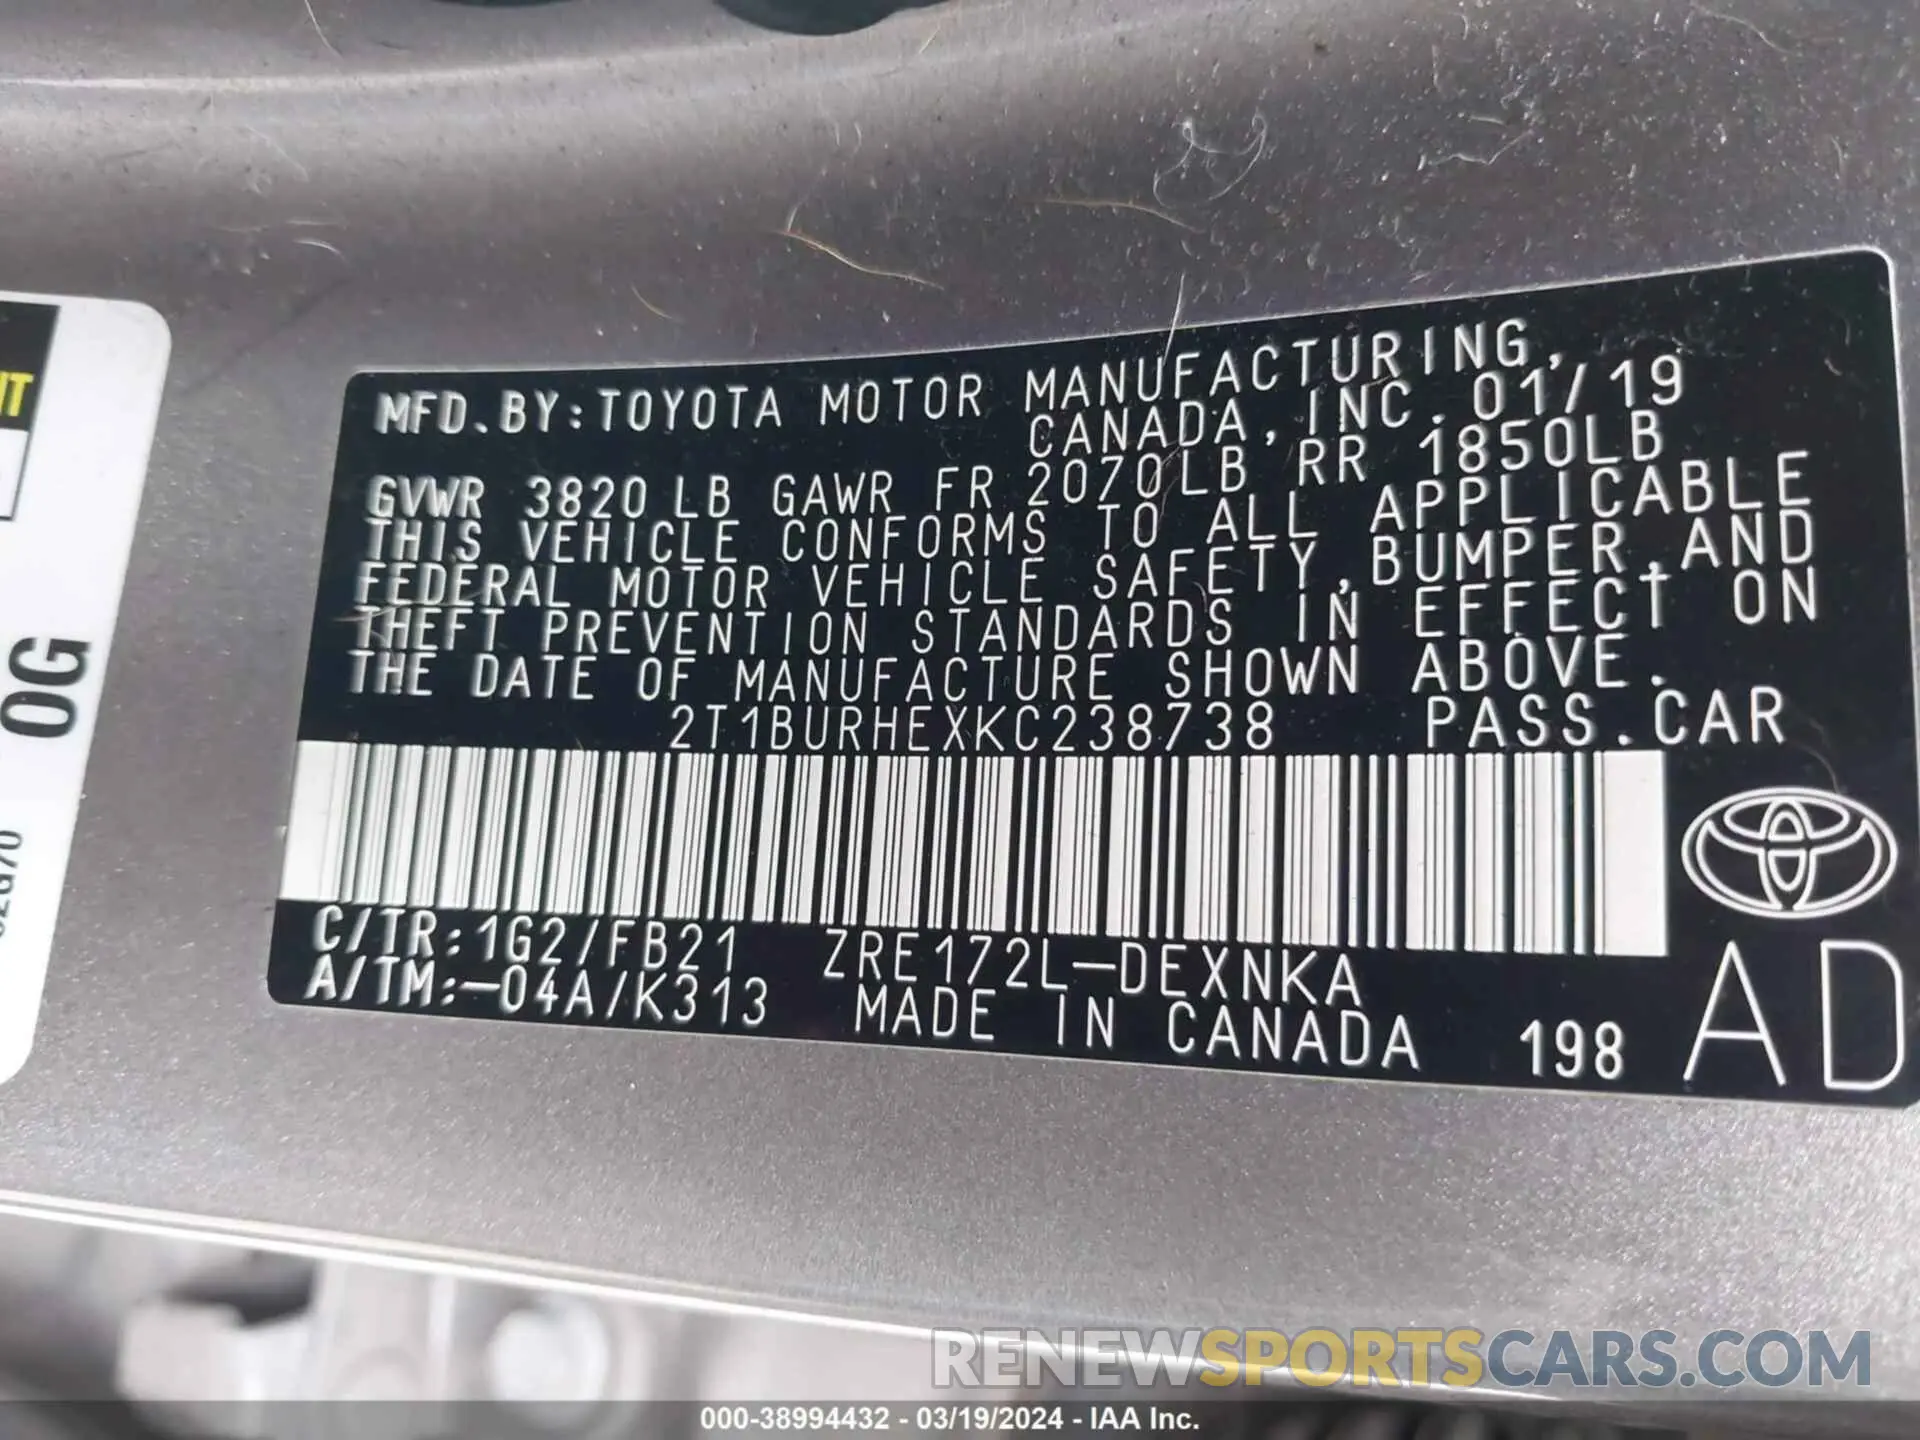 MFD.BY:TOYOTA MOTOR MANUFACTURING,
CANADA, INC. 01/19
GVWR 3820 LB GAWR FR 2070LB RR 1850LB
THIS VEHICLE CONFORMS TO ALL APPLICABLE
FEDERAL MOTOR VEHICLE SAFETY, BUMPER, AND
THEFT PREVENTION STANDARDS IN EFFECT ON
THE DATE OF MANUFACTURE SHOWN ABOVE.
2T1BURHEXKC238738 PASS.CAR
C/TR:1G2/FB21 ZRE172L-DEXNKA
A/TM:-04A/K313 MADE IN CANADA 198 AD
0G
RENEWSPORTSCARS.COM
000-38994432 - 03/19/2024 - IAA Inc.